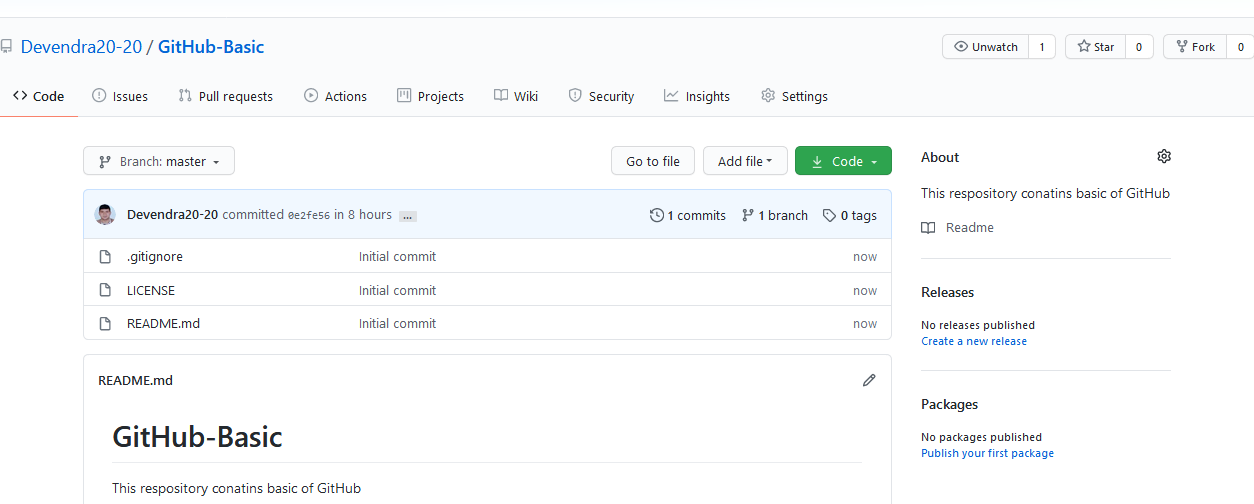 Devendra20-20 / GitHub-Basic
Unwatch 1 Star 0 Fork 0
Code Issues Pull requests Actions Projects Wiki Security Insights Settings
Branch: master Go to file Add file Code
Devendra20-20 committed 0e2fe56 in 8 hours ... 1 commits 1 branch 0 tags
.gitignore Initial commit now
LICENSE Initial commit now
README.md Initial commit now
README.md
GitHub-Basic
This respository conatins basic of GitHub
About
This respository conatins basic of GitHub
Readme
Releases
No releases published
Create a new release
Packages
No packages published
Publish your first package